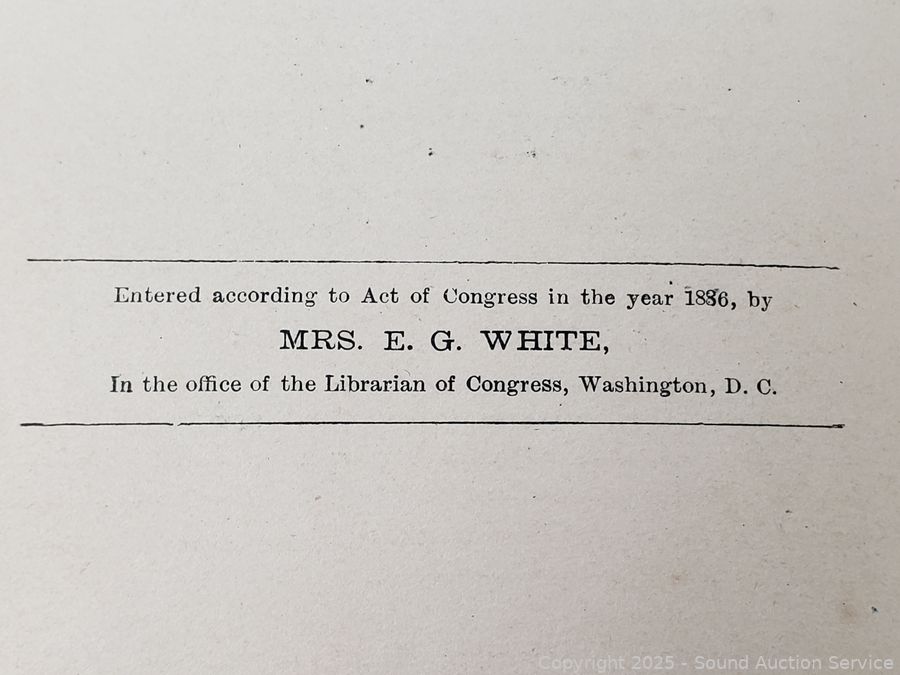 Entered according to Act of Congress in the year 1886, by
MRS. E. G. WHITE,
In the office of the Librarian of Congress, Washington, D. C.
Copyright 2025 - Sound Auction Service